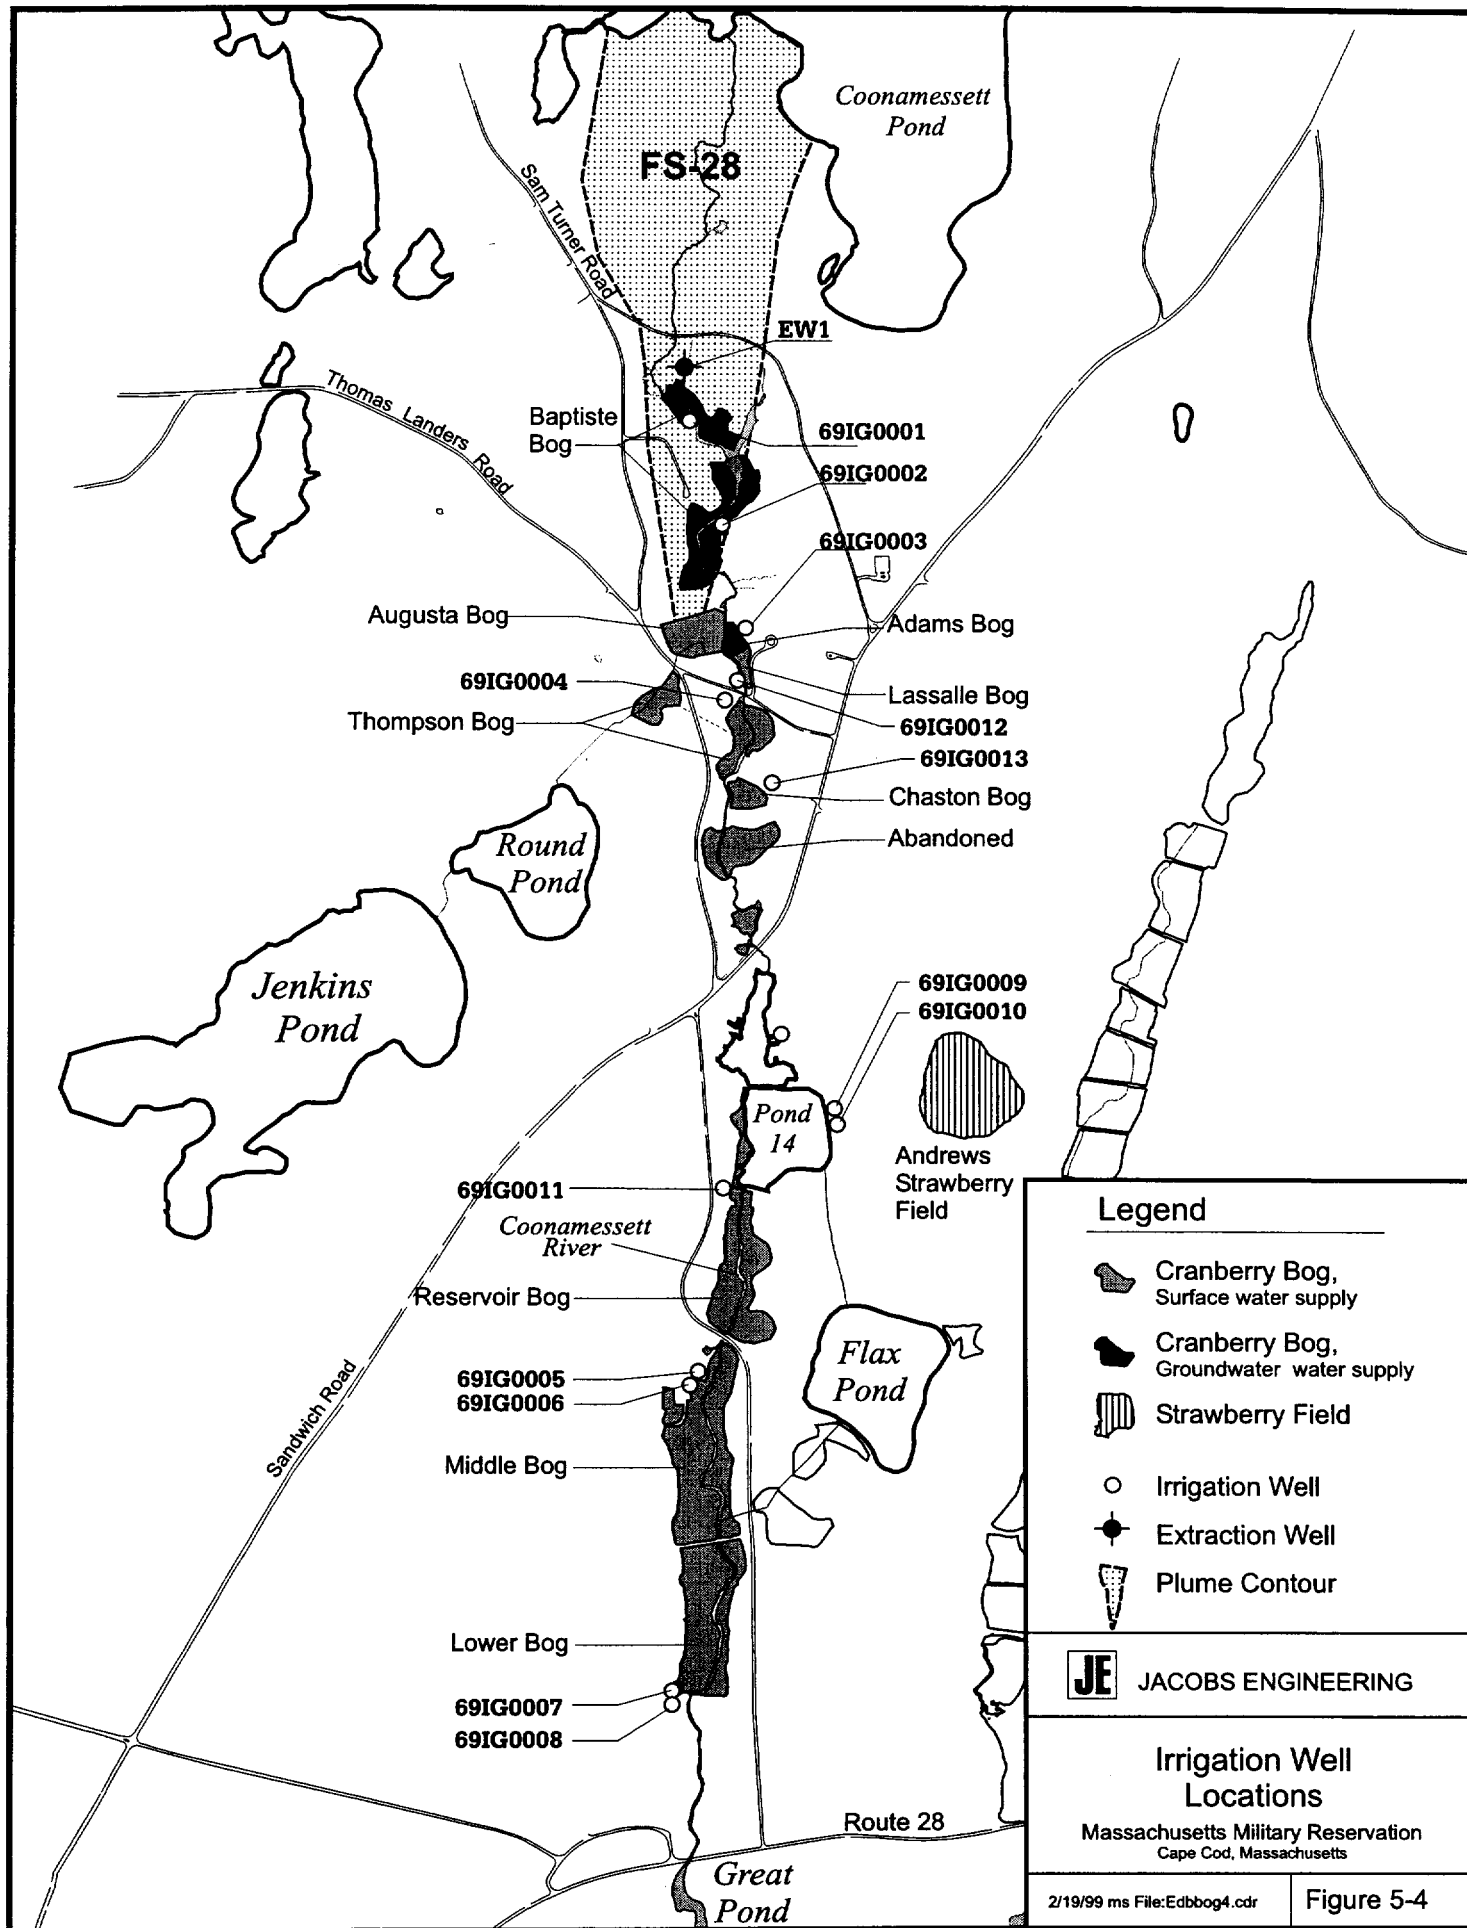 Coonamessett
Pond
FS-28
Sam Turner Road
EW1
Thomas Landers Road
Baptiste
Bog
69IG0001
69IG0002
69IG0003
Augusta Bog
Adams Bog
69IG0004
Lassalle Bog
Thompson Bog
69IG0012
69IG0013
Chaston Bog
Abandoned
Round
Pond
Jenkins
Pond
69IG0009
69IG0010
Pond
14
Andrews
Strawberry
Field
69IG0011
Coonamessett
River
Reservoir Bog
Flax
Pond
69IG0005
69IG0006
Sandwich Road
Middle Bog
Lower Bog
69IG0007
69IG0008
Route 28
Great
Pond
Legend
Cranberry Bog,
Surface water supply
Cranberry Bog,
Groundwater water supply
Strawberry Field
Irrigation Well
Extraction Well
Plume Contour
JE JACOBS ENGINEERING
Irrigation Well
Locations
Massachusetts Military Reservation
Cape Cod, Massachusetts
2/19/99 ms File:Edbbog4.cdr
Figure 5-4